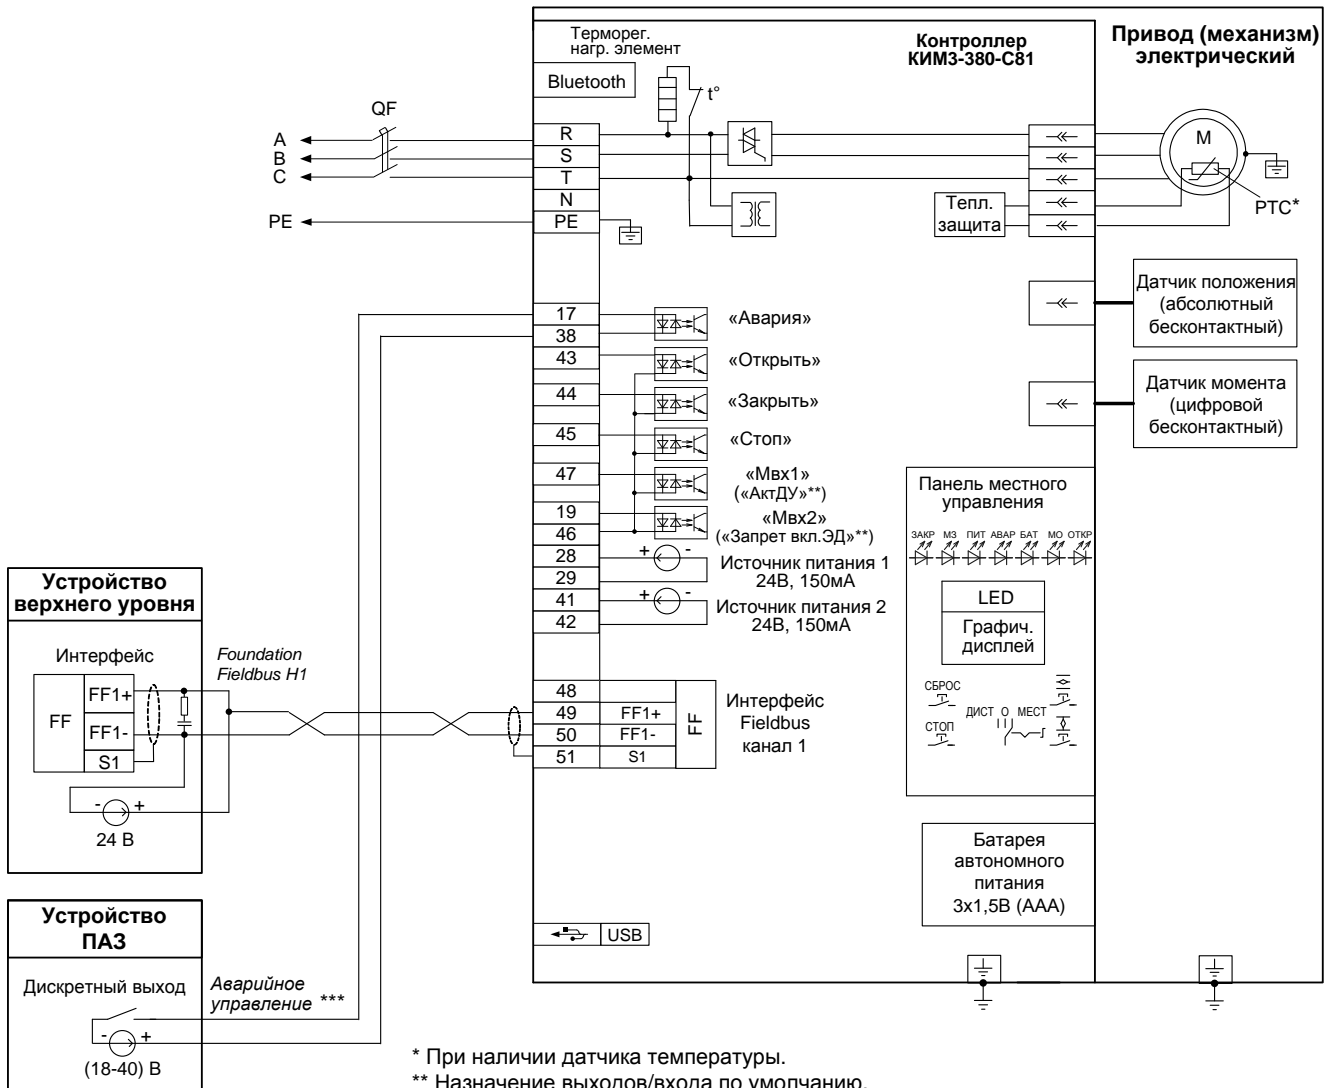 Терморег.
нагр. элемент
Bluetooth
t°
Контроллер
КИМ3-380-С81
Привод (механизм)
электрический
QF
A
B
C
PE
R
S
T
N
PE
Тепл.
защита
M
PTC*
Датчик положения
(абсолютный
бесконтактный)
Датчик момента
(цифровой
бесконтактный)
17
38
43
44
45
47
19
46
28
29
41
42
«Авария»
«Открыть»
«Закрыть»
«Стоп»
«Мвх1»
(«АктДУ»**)
«Мвх2»
(«Запрет вкл.ЭД»**)
+ -
Источник питания 1
24В, 150мА
+ -
Источник питания 2
24В, 150мА
Панель местного
управления
ЗАКР МЗ ПИТ АВАР БАТ МО ОТКР
LED
Графич.
дисплей
СБРОС
СТОП
ДИСТ О МЕСТ
Устройство
верхнего уровня
Интерфейс
FF
FF1+
FF1-
S1
- +
24 В
Foundation
Fieldbus H1
48
49 FF1+
50 FF1-
51 S1
FF
Интерфейс
Fieldbus
канал 1
Батарея
автономного
питания
3х1,5В (ААА)
USB
Устройство
ПАЗ
Дискретный выход
- +
(18-40) В
Аварийное
управление ***
* При наличии датчика температуры.
** Назначение выходов/входа по умолчанию.